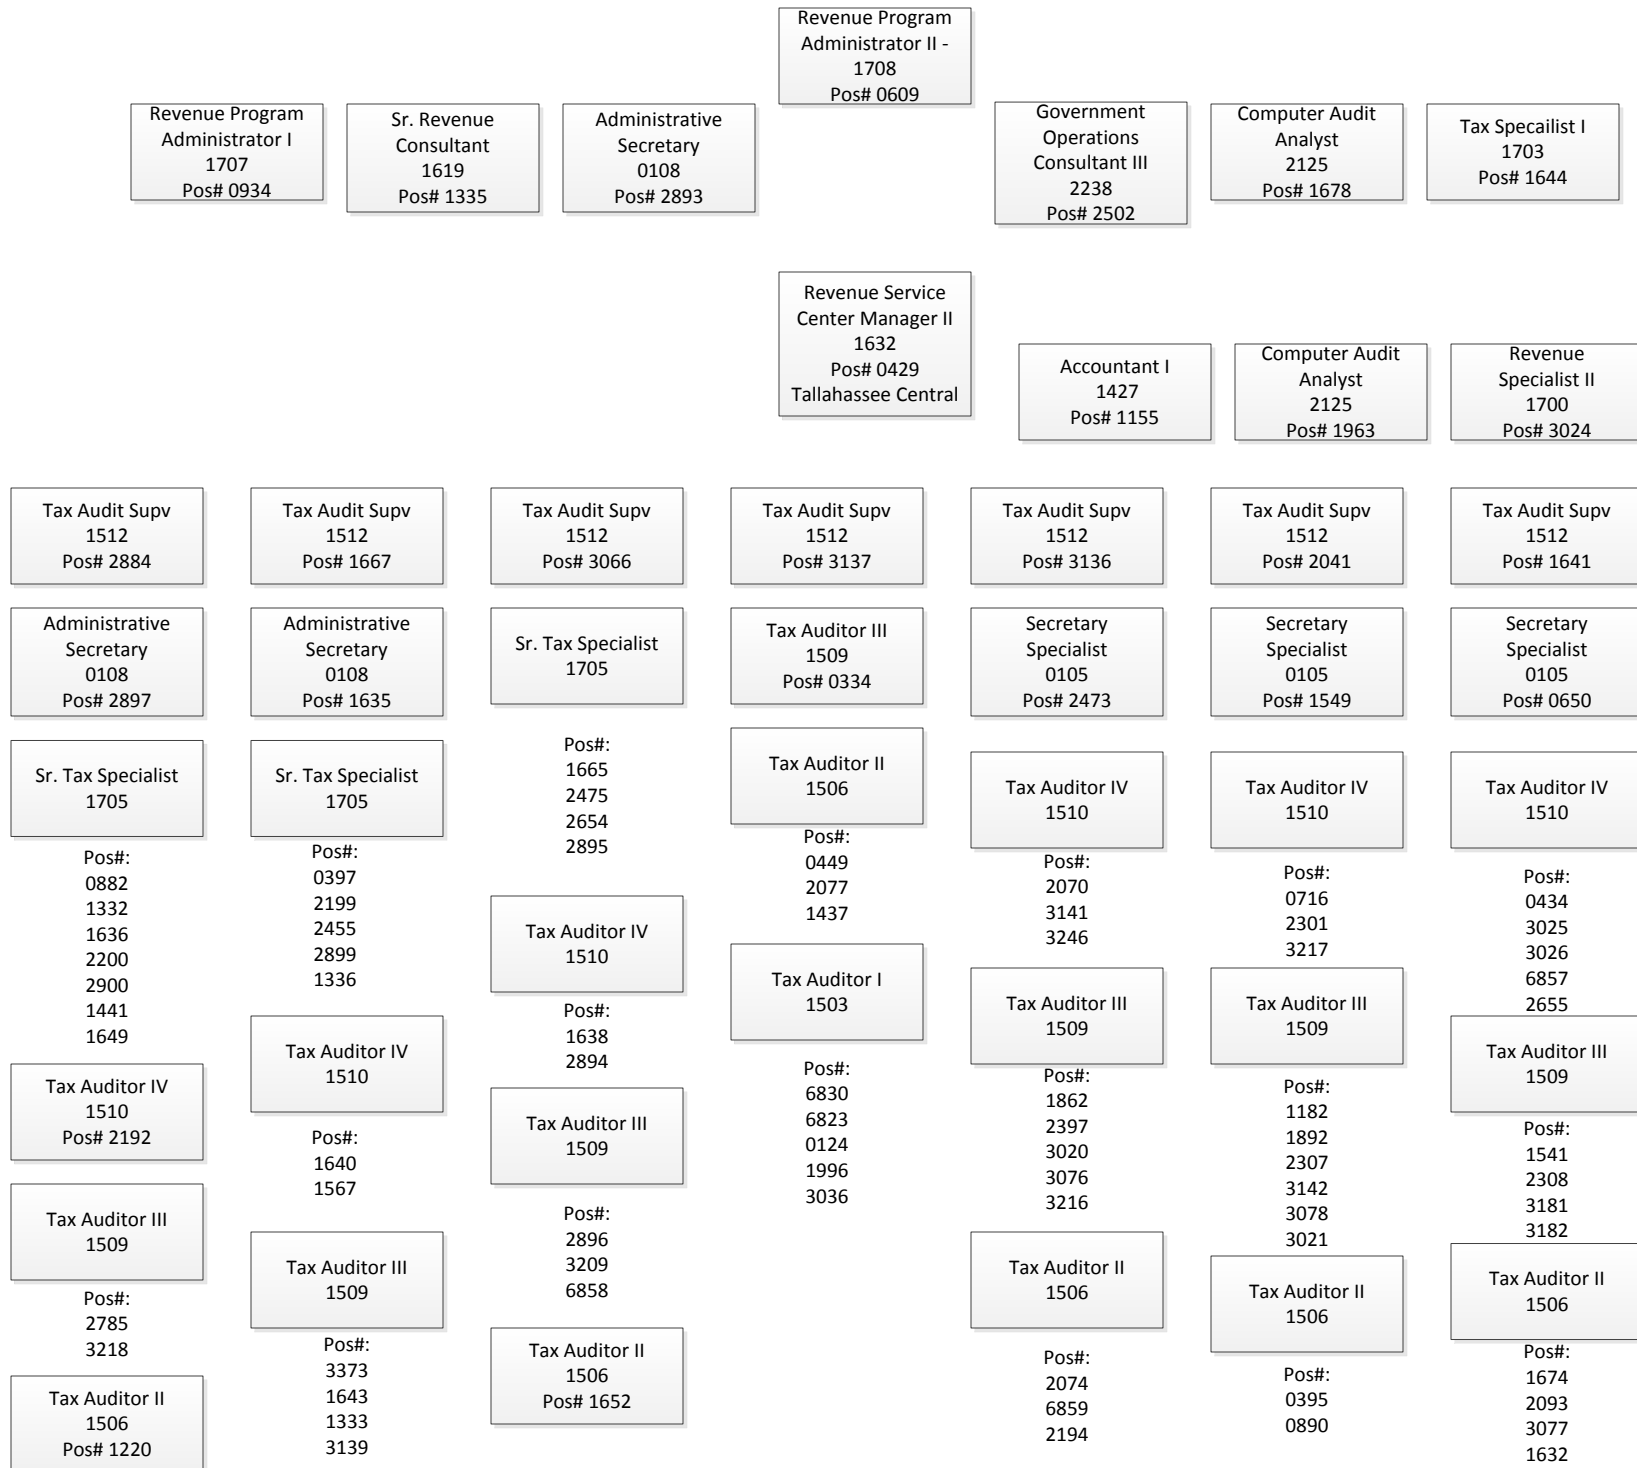 Revenue Program
Administrator II -
1708
Pos# 0609
Revenue Program
Administrator I
1707
Pos# 0934
Sr. Revenue
Consultant
1619
Pos# 1335
Administrative
Secretary
0108
Pos# 2893
Government
Operations
Consultant III
2238
Pos# 2502
Computer Audit
Analyst
2125
Pos# 1678
Tax Specailist I
1703
Pos# 1644
Revenue Service
Center Manager II
1632
Pos# 0429
Tallahassee Central
Accountant I
1427
Pos# 1155
Computer Audit
Analyst
2125
Pos# 1963
Revenue
Specialist II
1700
Pos# 3024
Tax Audit Supv
1512
Pos# 2884
Administrative
Secretary
0108
Pos# 2897
Sr. Tax Specialist
1705
Pos#:
0882
1332
1636
2200
2900
1441
1649
Tax Auditor IV
1510
Pos# 2192
Tax Auditor III
1509
Pos#:
2785
3218
Tax Auditor II
1506
Pos# 1220
Tax Audit Supv
1512
Pos# 1667
Administrative
Secretary
0108
Pos# 1635
Sr. Tax Specialist
1705
Pos#:
0397
2199
2455
2899
1336
Tax Auditor IV
1510
Pos#:
1640
1567
Tax Auditor III
1509
Pos#:
3373
1643
1333
3139
Tax Audit Supv
1512
Pos# 3066
Sr. Tax Specialist
1705
Pos#:
1665
2475
2654
2895
Tax Auditor IV
1510
Pos#:
1638
2894
Tax Auditor III
1509
Pos#:
2896
3209
6858
Tax Auditor II
1506
Pos# 1652
Tax Audit Supv
1512
Pos# 3137
Tax Auditor III
1509
Pos# 0334
Tax Auditor II
1506
Pos#:
0449
2077
1437
Tax Auditor I
1503
Pos#:
6830
6823
0124
1996
3036
Tax Audit Supv
1512
Pos# 3136
Secretary
Specialist
0105
Pos# 2473
Tax Auditor IV
1510
Pos#:
2070
3141
3246
Tax Auditor III
1509
Pos#:
1862
2397
3020
3076
3216
Tax Auditor II
1506
Pos#:
2074
6859
2194
Tax Audit Supv
1512
Pos# 2041
Secretary
Specialist
0105
Pos# 1549
Tax Auditor IV
1510
Pos#:
0716
2301
3217
Tax Auditor III
1509
Pos#:
1182
1892
2307
3142
3078
3021
Tax Auditor II
1506
Pos#:
0395
0890
Tax Audit Supv
1512
Pos# 1641
Secretary
Specialist
0105
Pos# 0650
Tax Auditor IV
1510
Pos#:
0434
3025
3026
6857
2655
Tax Auditor III
1509
Pos#:
1541
2308
3181
3182
Tax Auditor II
1506
Pos#:
1674
2093
3077
1632